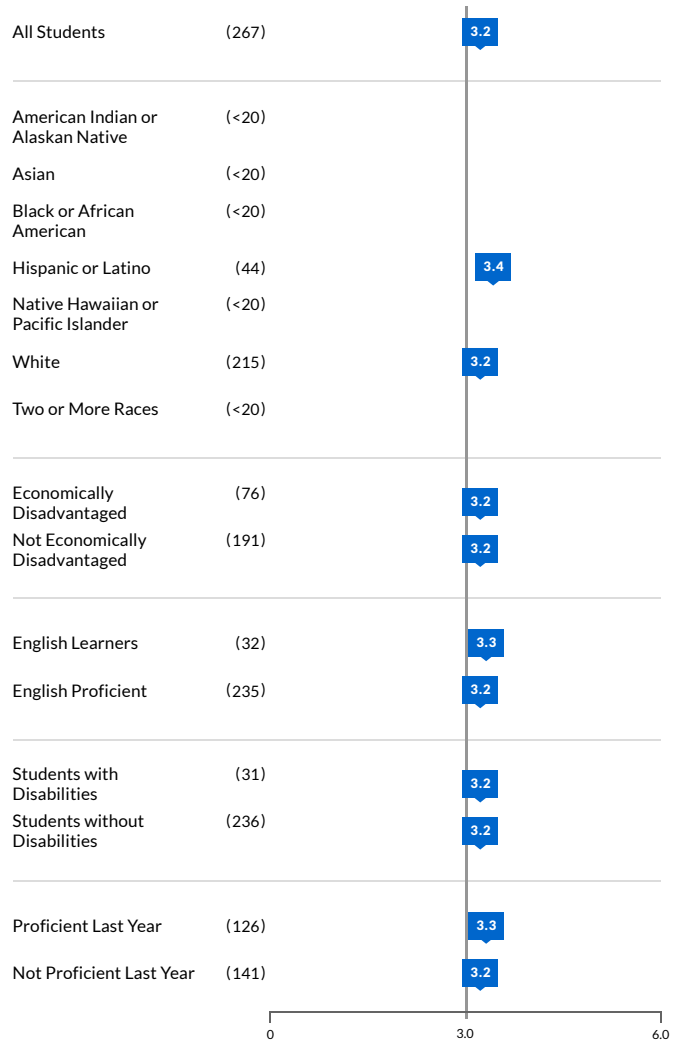 All Students (267) 3.2
American Indian or (<20)
Alaskan Native
Asian (<20)
Black or African (<20)
American
Hispanic or Latino (44) 3.4
Native Hawaiian or (<20)
Pacific Islander
White (215) 3.2
Two or More Races (<20)
Economically (76) 3.2
Disadvantaged
Not Economically (191) 3.2
Disadvantaged
English Learners (32) 3.3
English Proficient (235) 3.2
Students with (31) 3.2
Disabilities
Students without (236) 3.2
Disabilities
Proficient Last Year (126) 3.3
Not Proficient Last Year (141) 3.2
0 3.0 6.0